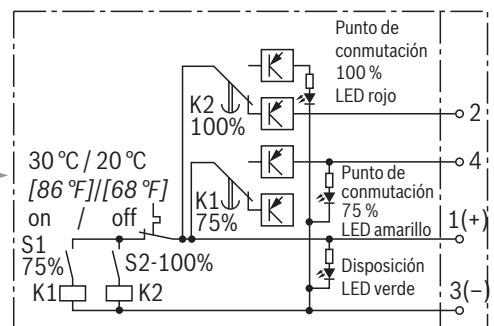 Punto de
conmutación
100 %
LED rojo
K2
100%
2
4
30 °C / 20 °C
[86 °F]/[68 °F]
on / off
K1
75%
Punto de
conmutación
75 %
LED amarillo
1(+)
S1
75%
S2-100%
Disposición
LED verde
K1
K2
3(−)